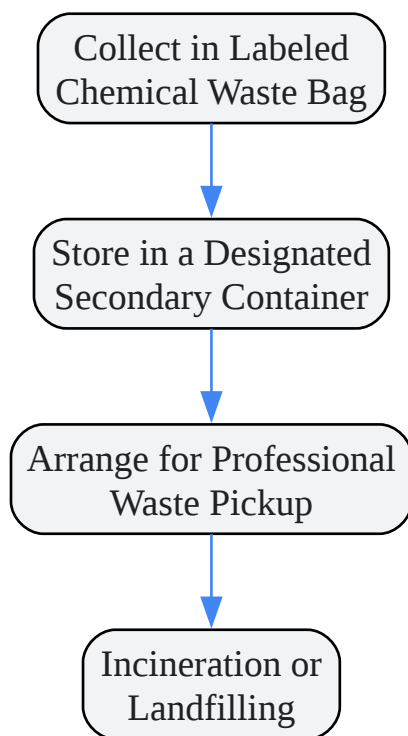 Collect in Labeled
Chemical Waste Bag
Store in a Designated
Secondary Container
Arrange for Professional
Waste Pickup
Incineration or
Landfilling